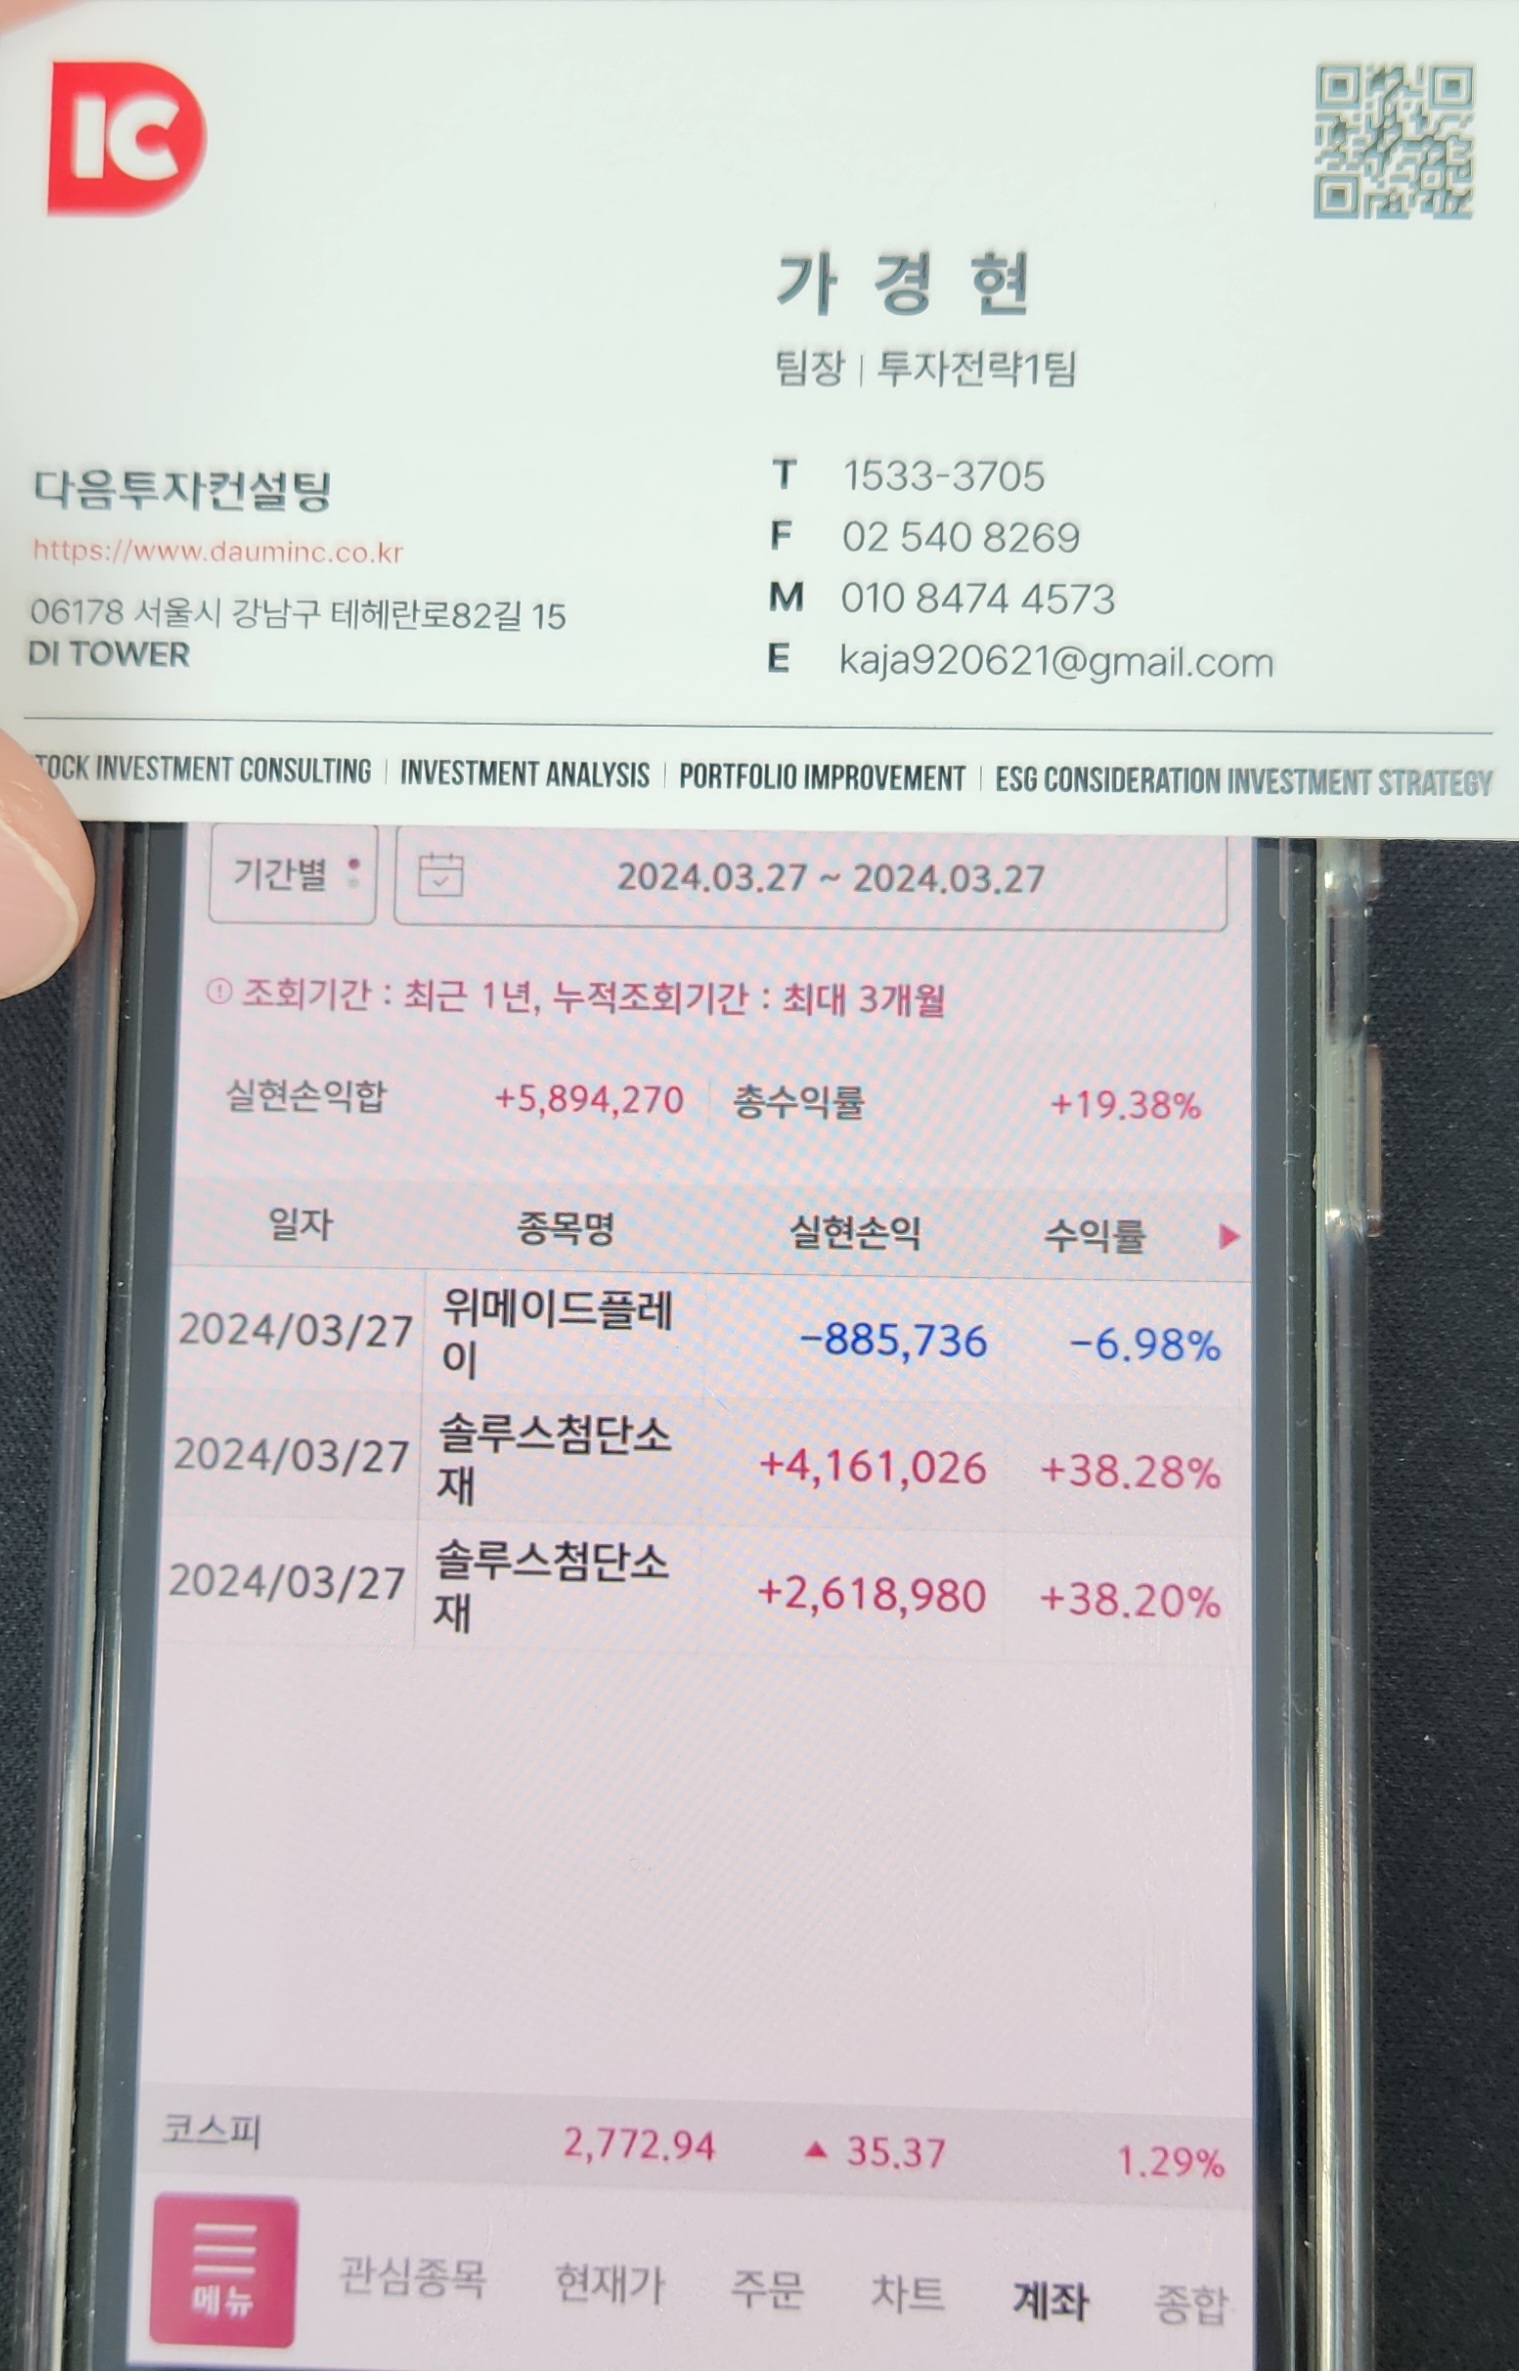 IC
가경현
팀장 | 투자전략1팀
다음투자컨설팅
https://www.dauminc.co.kr
06178 서울시 강남구 테헤란로82길 15
DI TOWER
T 1533-3705
F 02 540 8269
M 010 8474 4573
E kaja920621@gmail.com
TOCK INVESTMENT CONSULTING | INVESTMENT ANALYSIS | PORTFOLIO IMPROVEMENT | ESG CONSIDERATION INVESTMENT STRATEGY
기간별 2024.03.27 ~ 2024.03.27
조회기간 : 최근 1년, 누적조회기간 : 최대 3개월
실현손익합 +5,894,270 총수익률 +19.38%
일자 종목명 실현손익 수익률
2024/03/27 위메이드플레이 -885,736 -6.98%
2024/03/27 솔루스첨단소재 +4,161,026 +38.28%
2024/03/27 솔루스첨단소재 +2,618,980 +38.20%
코스피 2,772.94 ▲ 35.37 1.29%
메뉴 관심종목 현재가 주문 차트 계좌 종합